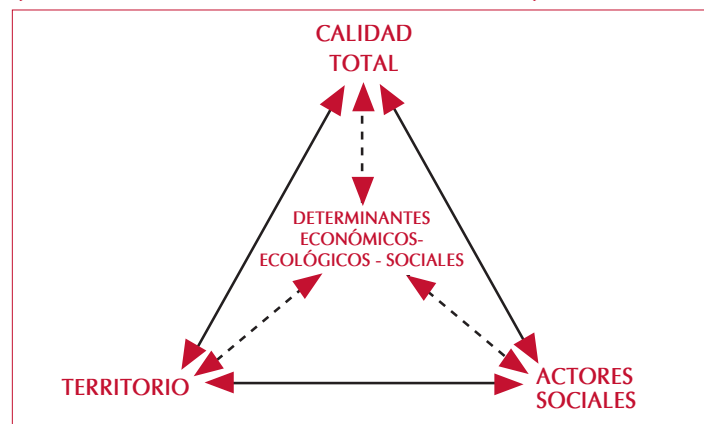 CALIDAD
TOTAL
DETERMINANTES
ECONÓMICOS-
ECOLÓGICOS - SOCIALES
TERRITORIO
ACTORES
SOCIALES